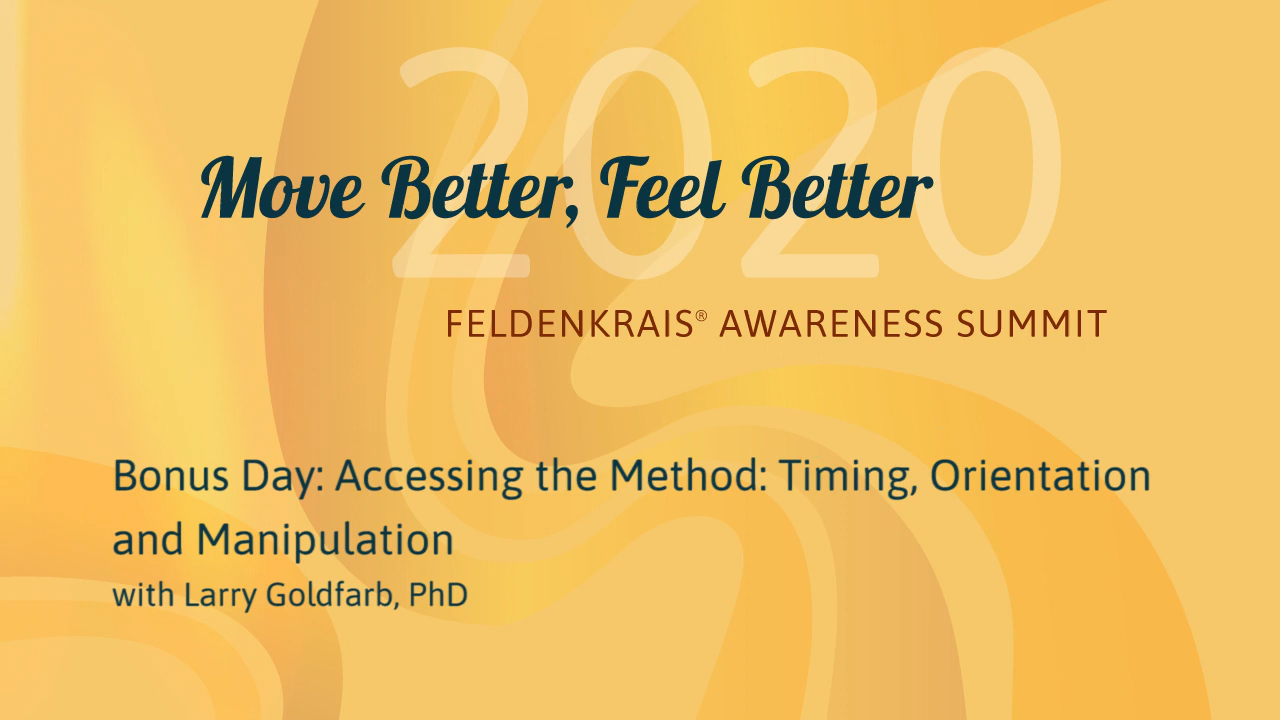 2020
Move Better, Feel Better
FELDENKRAIS® AWARENESS SUMMIT
Bonus Day: Accessing the Method: Timing, Orientation
and Manipulation
with Larry Goldfarb, PhD